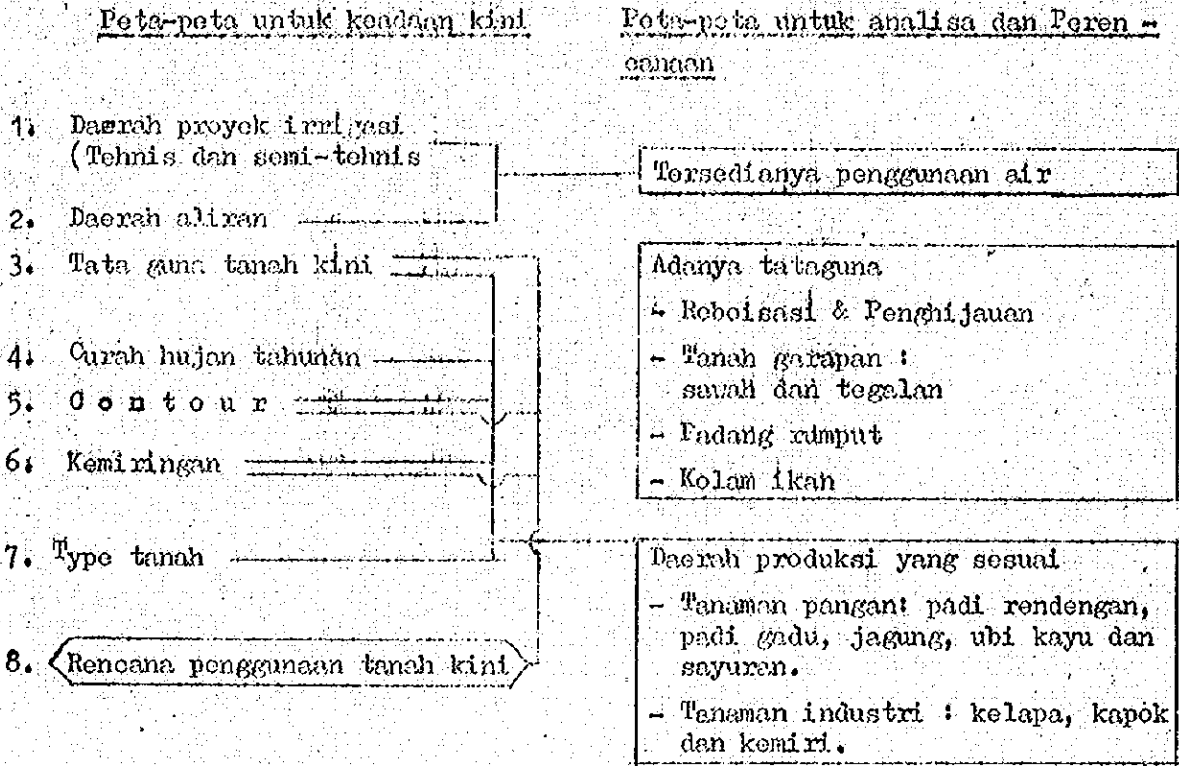 Peta-peta untuk keadaan kini
Peta-peta untuk analisa dan Peren -
canaan
1. Daerah proyek irrigasi
(Tehnis dan semi-tehnis
2. Daerah aliran
3. Tata guna tanah kini
4. Curah hujan tahunan
5. C o n t o u r
6. Kemiringan
7. Type tanah
8. Rencana penggunaan tanah kini
Tersedianya penggunaan air
Adanya tataguna
- Reboisasi & Penghijauan
- Tanah garapan :
sawah dan tegalan
- Padang rumput
- Kolam ikan
Daerah produksi yang sesuai
- Tanaman pangan: padi rendengan,
padi gadu, jagung, ubi kayu dan
sayuran.
- Tanaman industri : kelapa, kapok
dan kemiri.